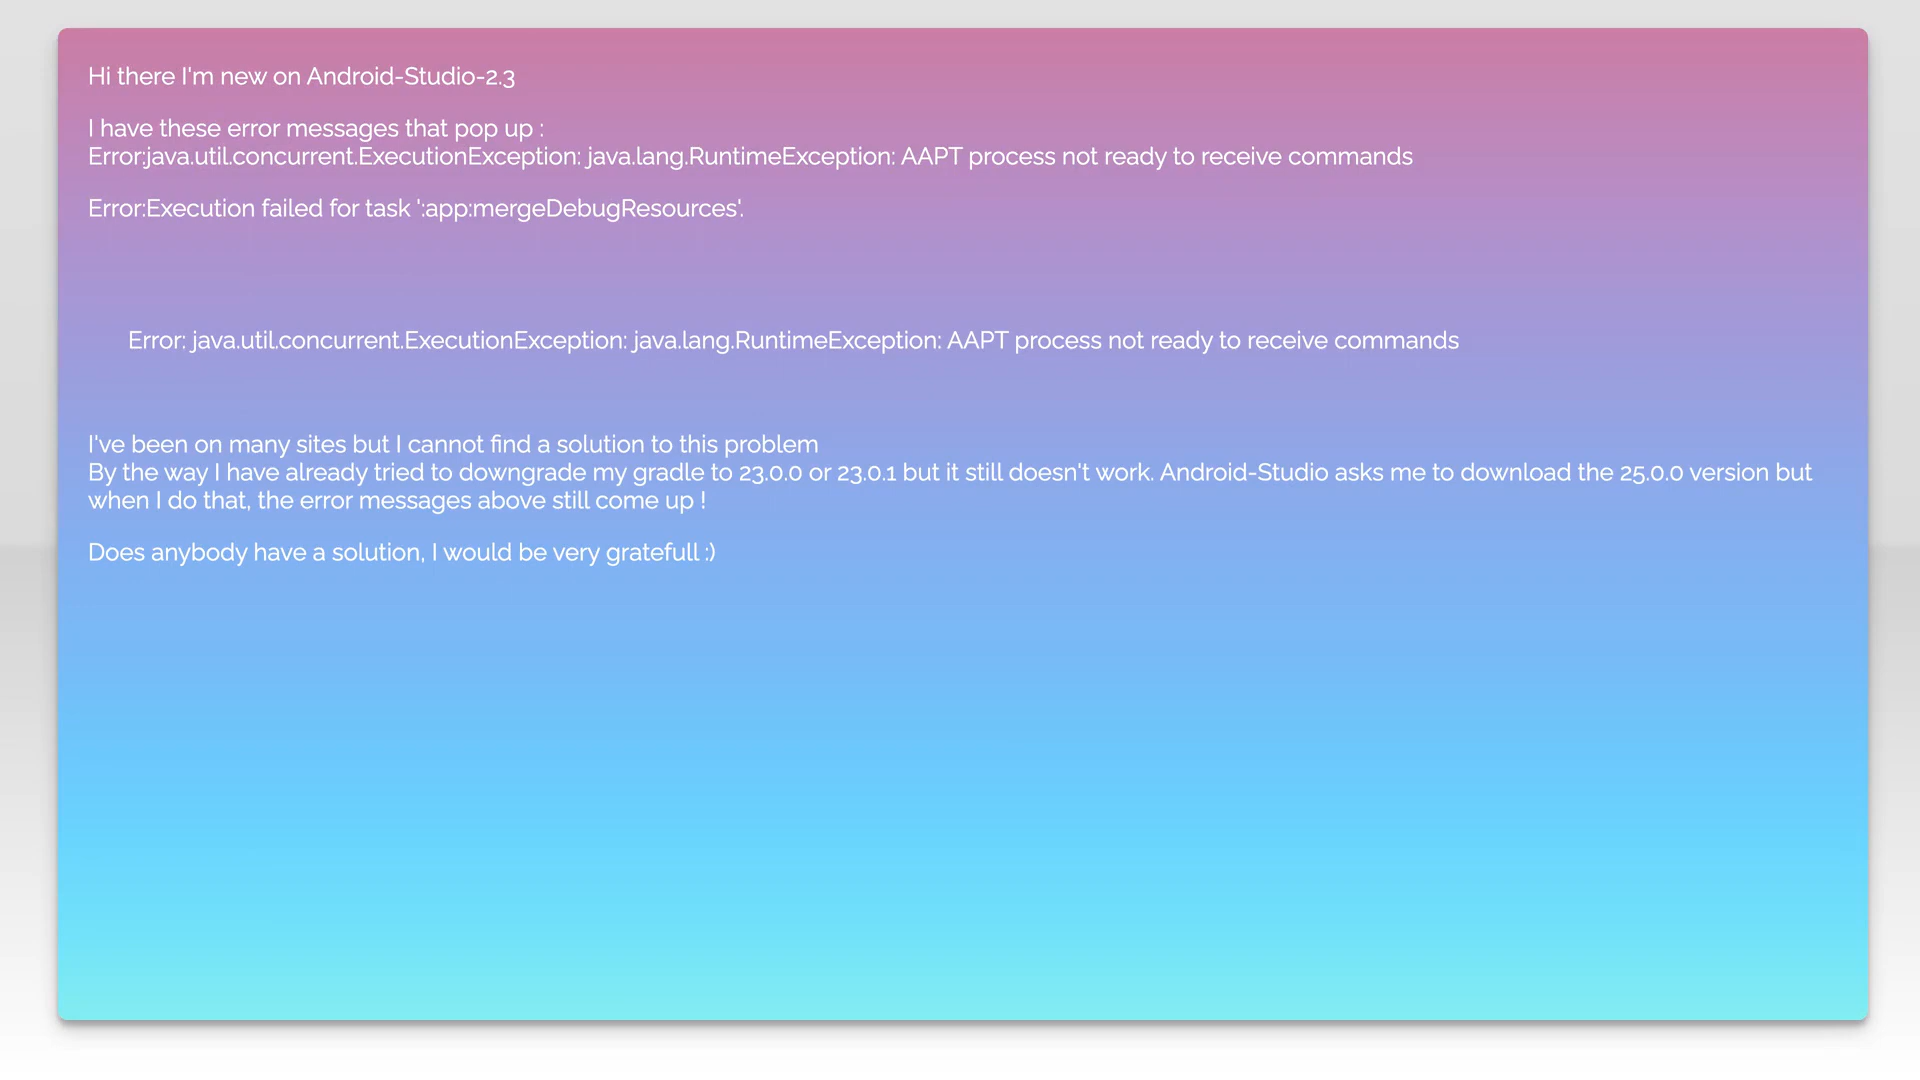 Hi there I'm new on Android-Studio-2.3
I have these error messages that pop up :
Error:java.util.concurrent.ExecutionException: java.lang.RuntimeException: AAPT process not ready to receive commands
Error:Execution failed for task ':app:mergeDebugResources'.
Error: java.util.concurrent.ExecutionException: java.lang.RuntimeException: AAPT process not ready to receive commands
I've been on many sites but I cannot find a solution to this problem
By the way I have already tried to downgrade my gradle to 23.0.0 or 23.0.1 but it still doesn't work. Android-Studio asks me to download the 25.0.0 version but
when I do that, the error messages above still come up !
Does anybody have a solution, I would be very gratefull :)